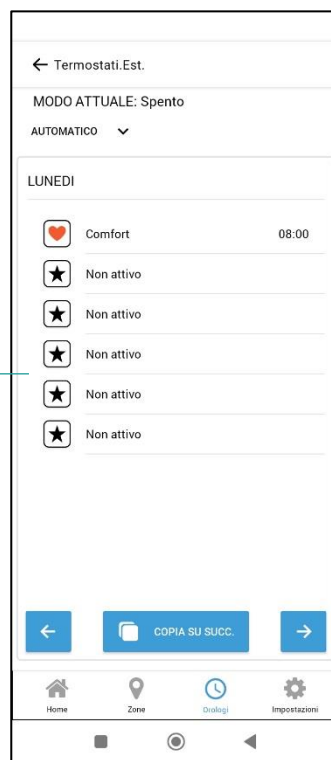 Termostati.Est.
MODO ATTUALE: Spento
AUTOMATICO
LUNEDI
Comfort 08:00
Non attivo
Non attivo
Non attivo
Non attivo
Non attivo
COPIA SU SUCC.
Home Zone Orologi Impostazioni